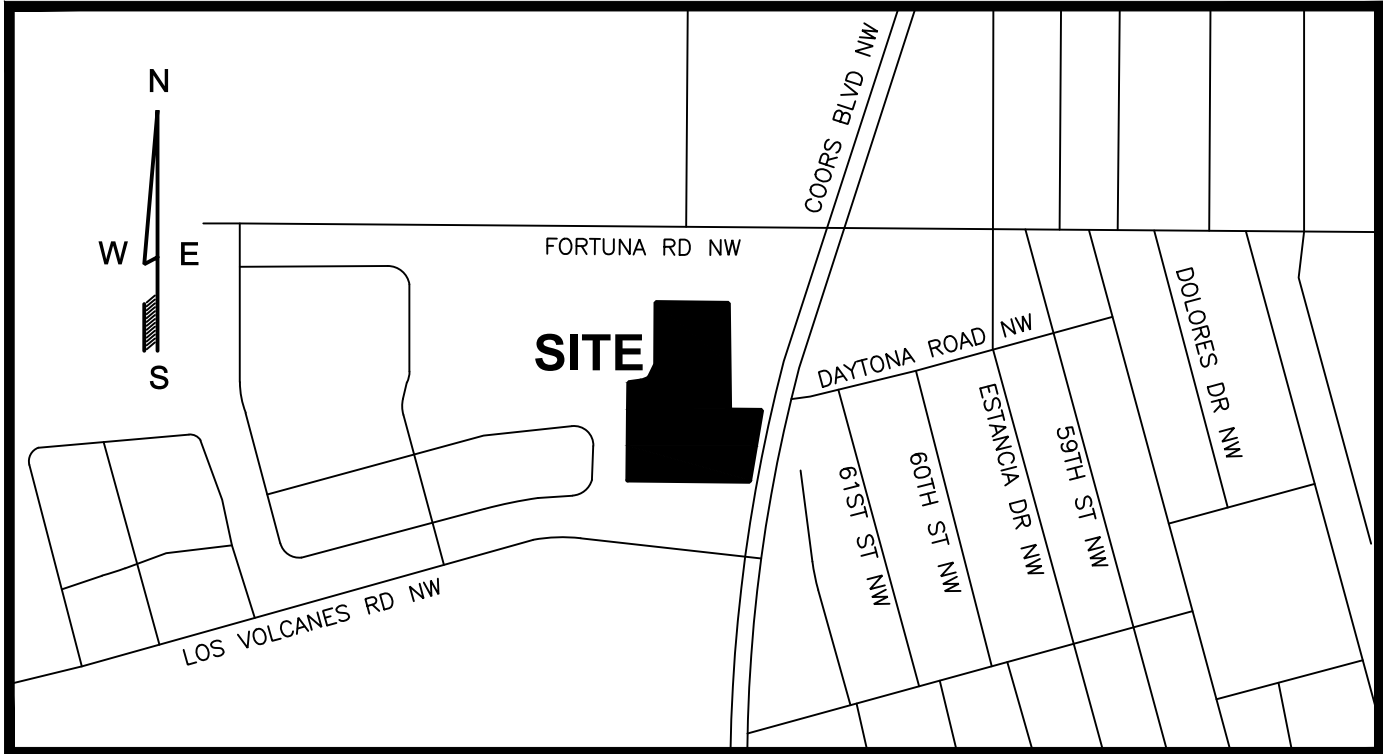 N
W E
S
COORS BLVD NW
FORTUNA RD NW
SITE
DAYTONA ROAD NW
DOLORES DR NW
ESTANCIA DR NW
59TH ST NW
60TH ST NW
61ST ST NW
LOS VOLCANES RD NW